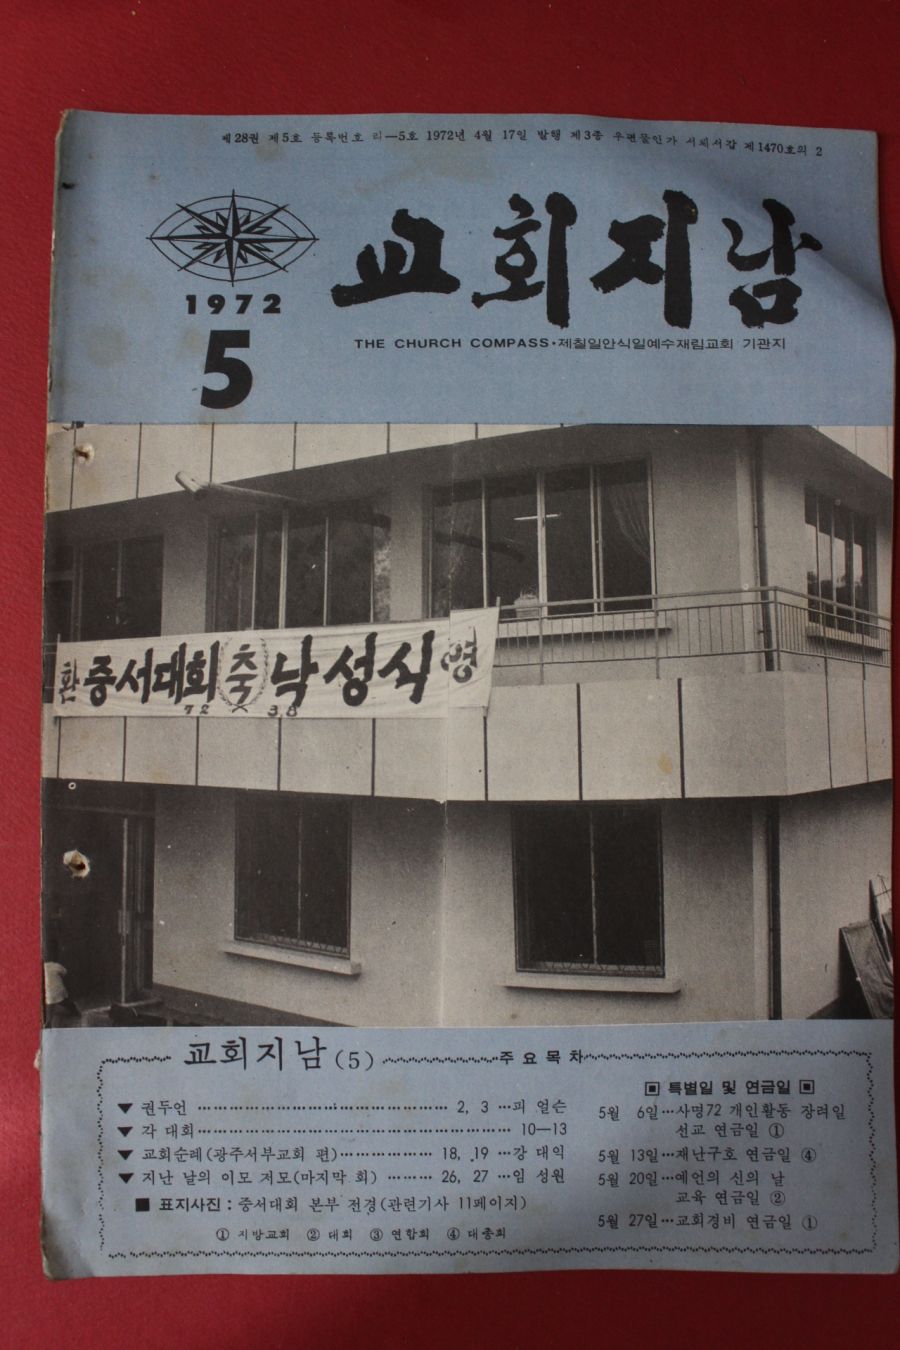 제28권 제5호 등록번호 리—5호 1972년 4월 17일 발행 제3종 우편물인가 서체서갈 제1470호의 2
교회지남
1972
5
THE CHURCH COMPASS·제칠일안식일예수재림교회 기관지
환 중서대회 축 낙성식 영
72 3.8
교회지남 (5) 주요목차
▼ 권두언 2, 3 피 얼슨
▼ 각 대회 10—13
▼ 교회순례(광주서부교회 편) 18, 19 강 대익
▼ 지난 날의 이모 저모(마지막 회) 26, 27 임 성원
■ 표지사진 : 중서대회 본부 전경(관련기사 11페이지)
① 지방교회 ② 대회 ③ 연합회 ④ 대총회
▣ 특별일 및 연금일 ▣
5월 6일 사명72 개인활동 장려일
선교 연금일 ①
5월 13일 재난구호 연금일 ④
5월 20일 예언의 신의 날
교육 연금일 ②
5월 27일 교회경비 연금일 ①